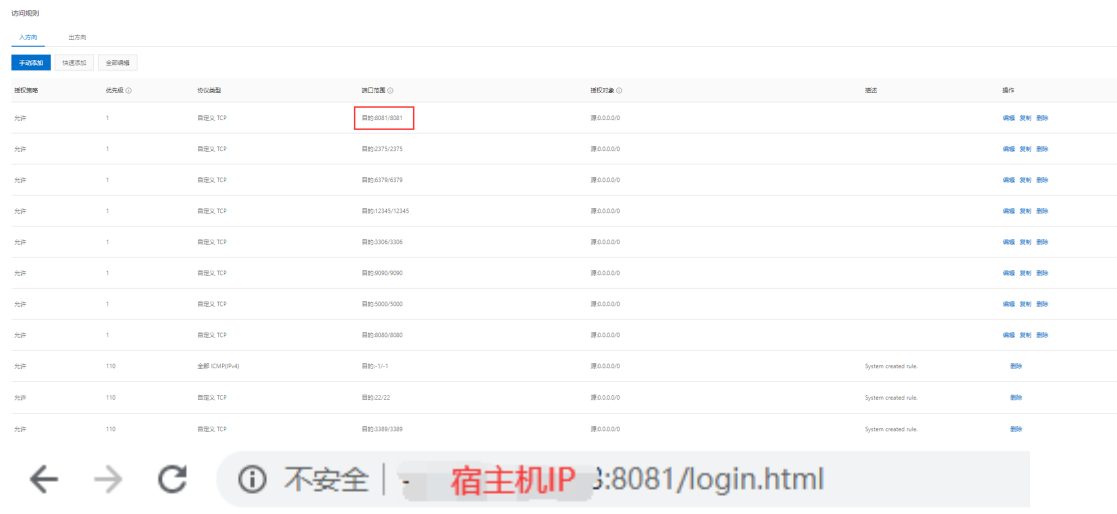 访问规则
入方向 出方向
手动添加 快速添加 全部编辑
授权策略 优先级 协议类型 端口范围 授权对象 描述 操作
允许 1 自定义 TCP 目的:8081/8081 源:0.0.0.0/0 编辑 复制 删除
允许 1 自定义 TCP 目的:2375/2375 源:0.0.0.0/0 编辑 复制 删除
允许 1 自定义 TCP 目的:6379/6379 源:0.0.0.0/0 编辑 复制 删除
允许 1 自定义 TCP 目的:12345/12345 源:0.0.0.0/0 编辑 复制 删除
允许 1 自定义 TCP 目的:3306/3306 源:0.0.0.0/0 编辑 复制 删除
允许 1 自定义 TCP 目的:9090/9090 源:0.0.0.0/0 编辑 复制 删除
允许 1 自定义 TCP 目的:5000/5000 源:0.0.0.0/0 编辑 复制 删除
允许 1 自定义 TCP 目的:8080/8080 源:0.0.0.0/0 编辑 复制 删除
允许 110 全部 ICMP(IPv4) 目的:-1/-1 源:0.0.0.0/0 System created rule. 删除
允许 110 自定义 TCP 目的:22/22 源:0.0.0.0/0 System created rule. 删除
允许 110 自定义 TCP 目的:3389/3389 源:0.0.0.0/0 System created rule. 删除
不安全 宿主机IP :8081/login.html